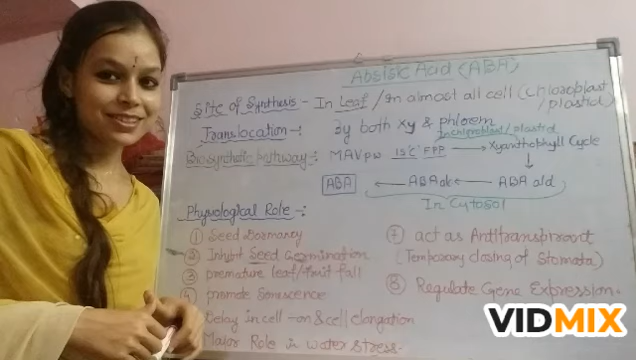 Absisic Acid (ABA)
Site of Synthesis - In Leaf / In almost all cell (Chloroplast / plastid)
Translocation -: By both Xy & phloem
In chloroplast / plastid
Biosynthetic pathway: MAVpw 15'C' FPP → Xyanthophyll Cycle
ABA ← ABAalc ← ABA ald
In Cytosol
Physiological Role -:
① Seed Dormancy
② Inhibit Seed Germination
③ premature leaf/fruit fall
④ promote Senescence
Delay in cell -on & cell elongation
Major Role in water stress-
⑦ act as Antitranspirant
(Temporary closing of Stomata)
⑧ Regulate Gene Expression.
VIDMIX